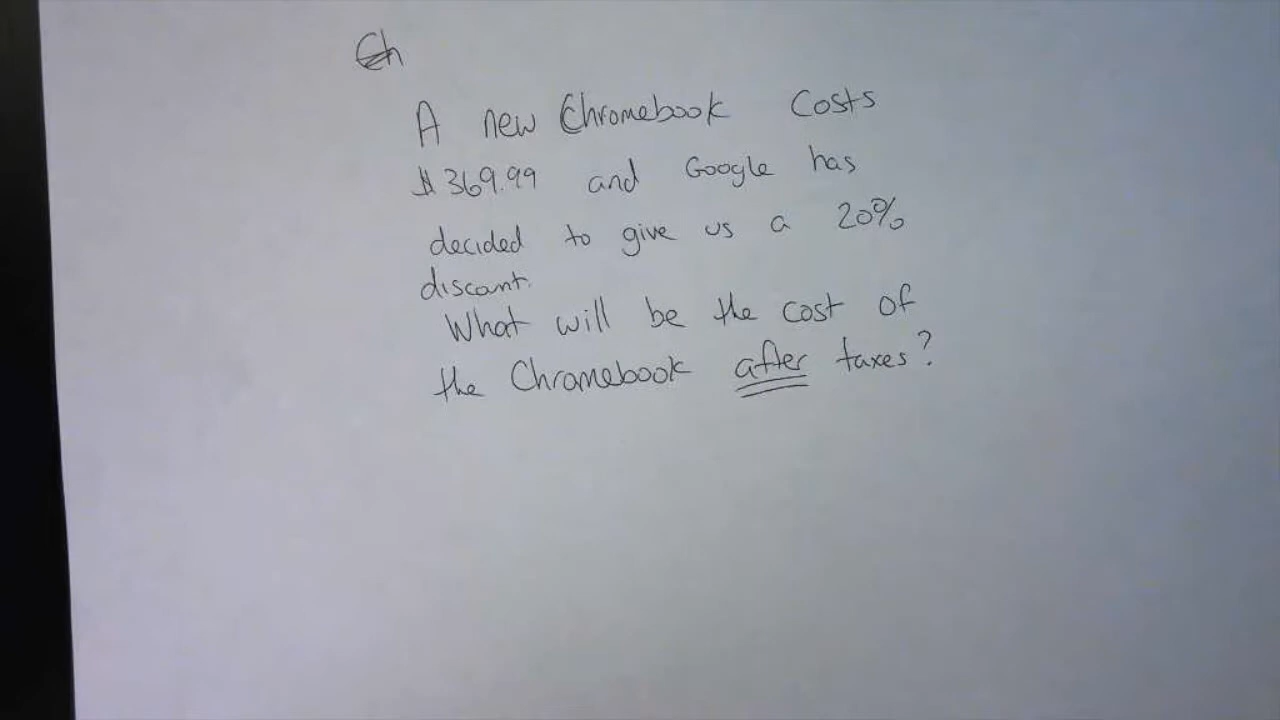 Ch
A new Chromebook costs
$369.99 and Google has
decided to give us a 20%
discount.
What will be the cost of
the Chromebook after taxes?